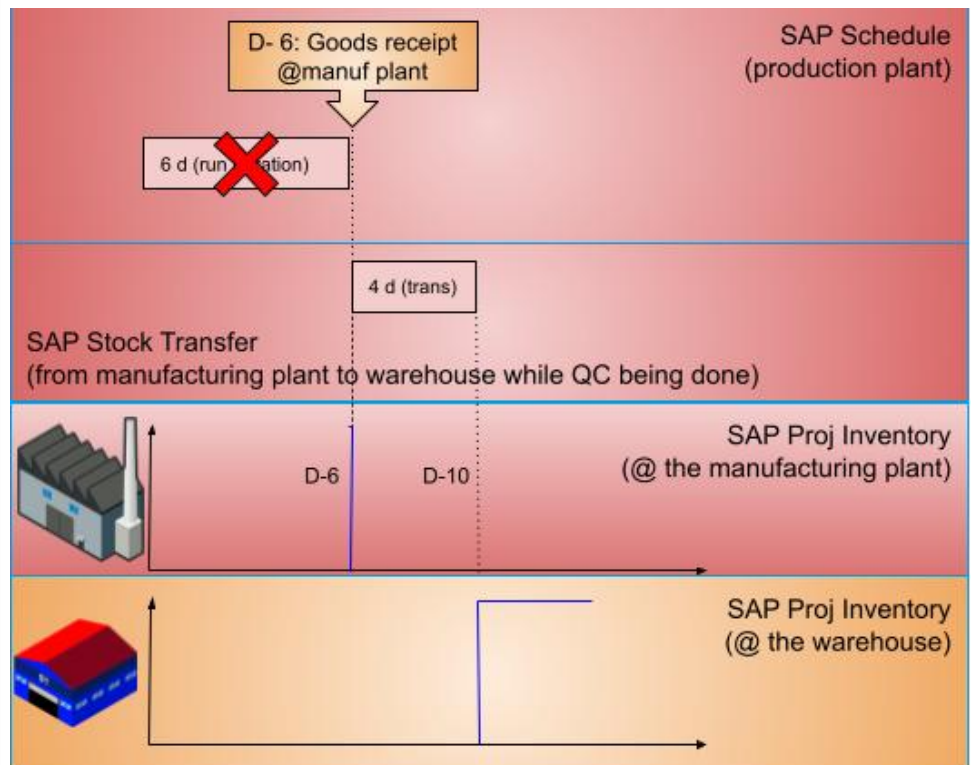 D- 6: Goods receipt
@manuf plant
SAP Schedule
(production plant)
6 d (run
ation)
4 d (trans)
SAP Stock Transfer
(from manufacturing plant to warehouse while QC being done)
SAP Proj Inventory
(@ the manufacturing plant)
D-6
D-10
SAP Proj Inventory
(@ the warehouse)